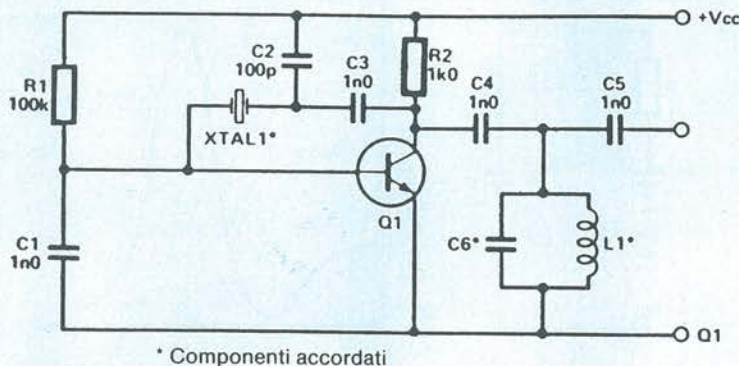 +Vcc
C2
100p
R2
1k0
C3
1n0
R1
100k
C4
1n0
C5
1n0
XTAL1*
Q1
C1
1n0
C6*
L1*
Q1
* Componenti accordati